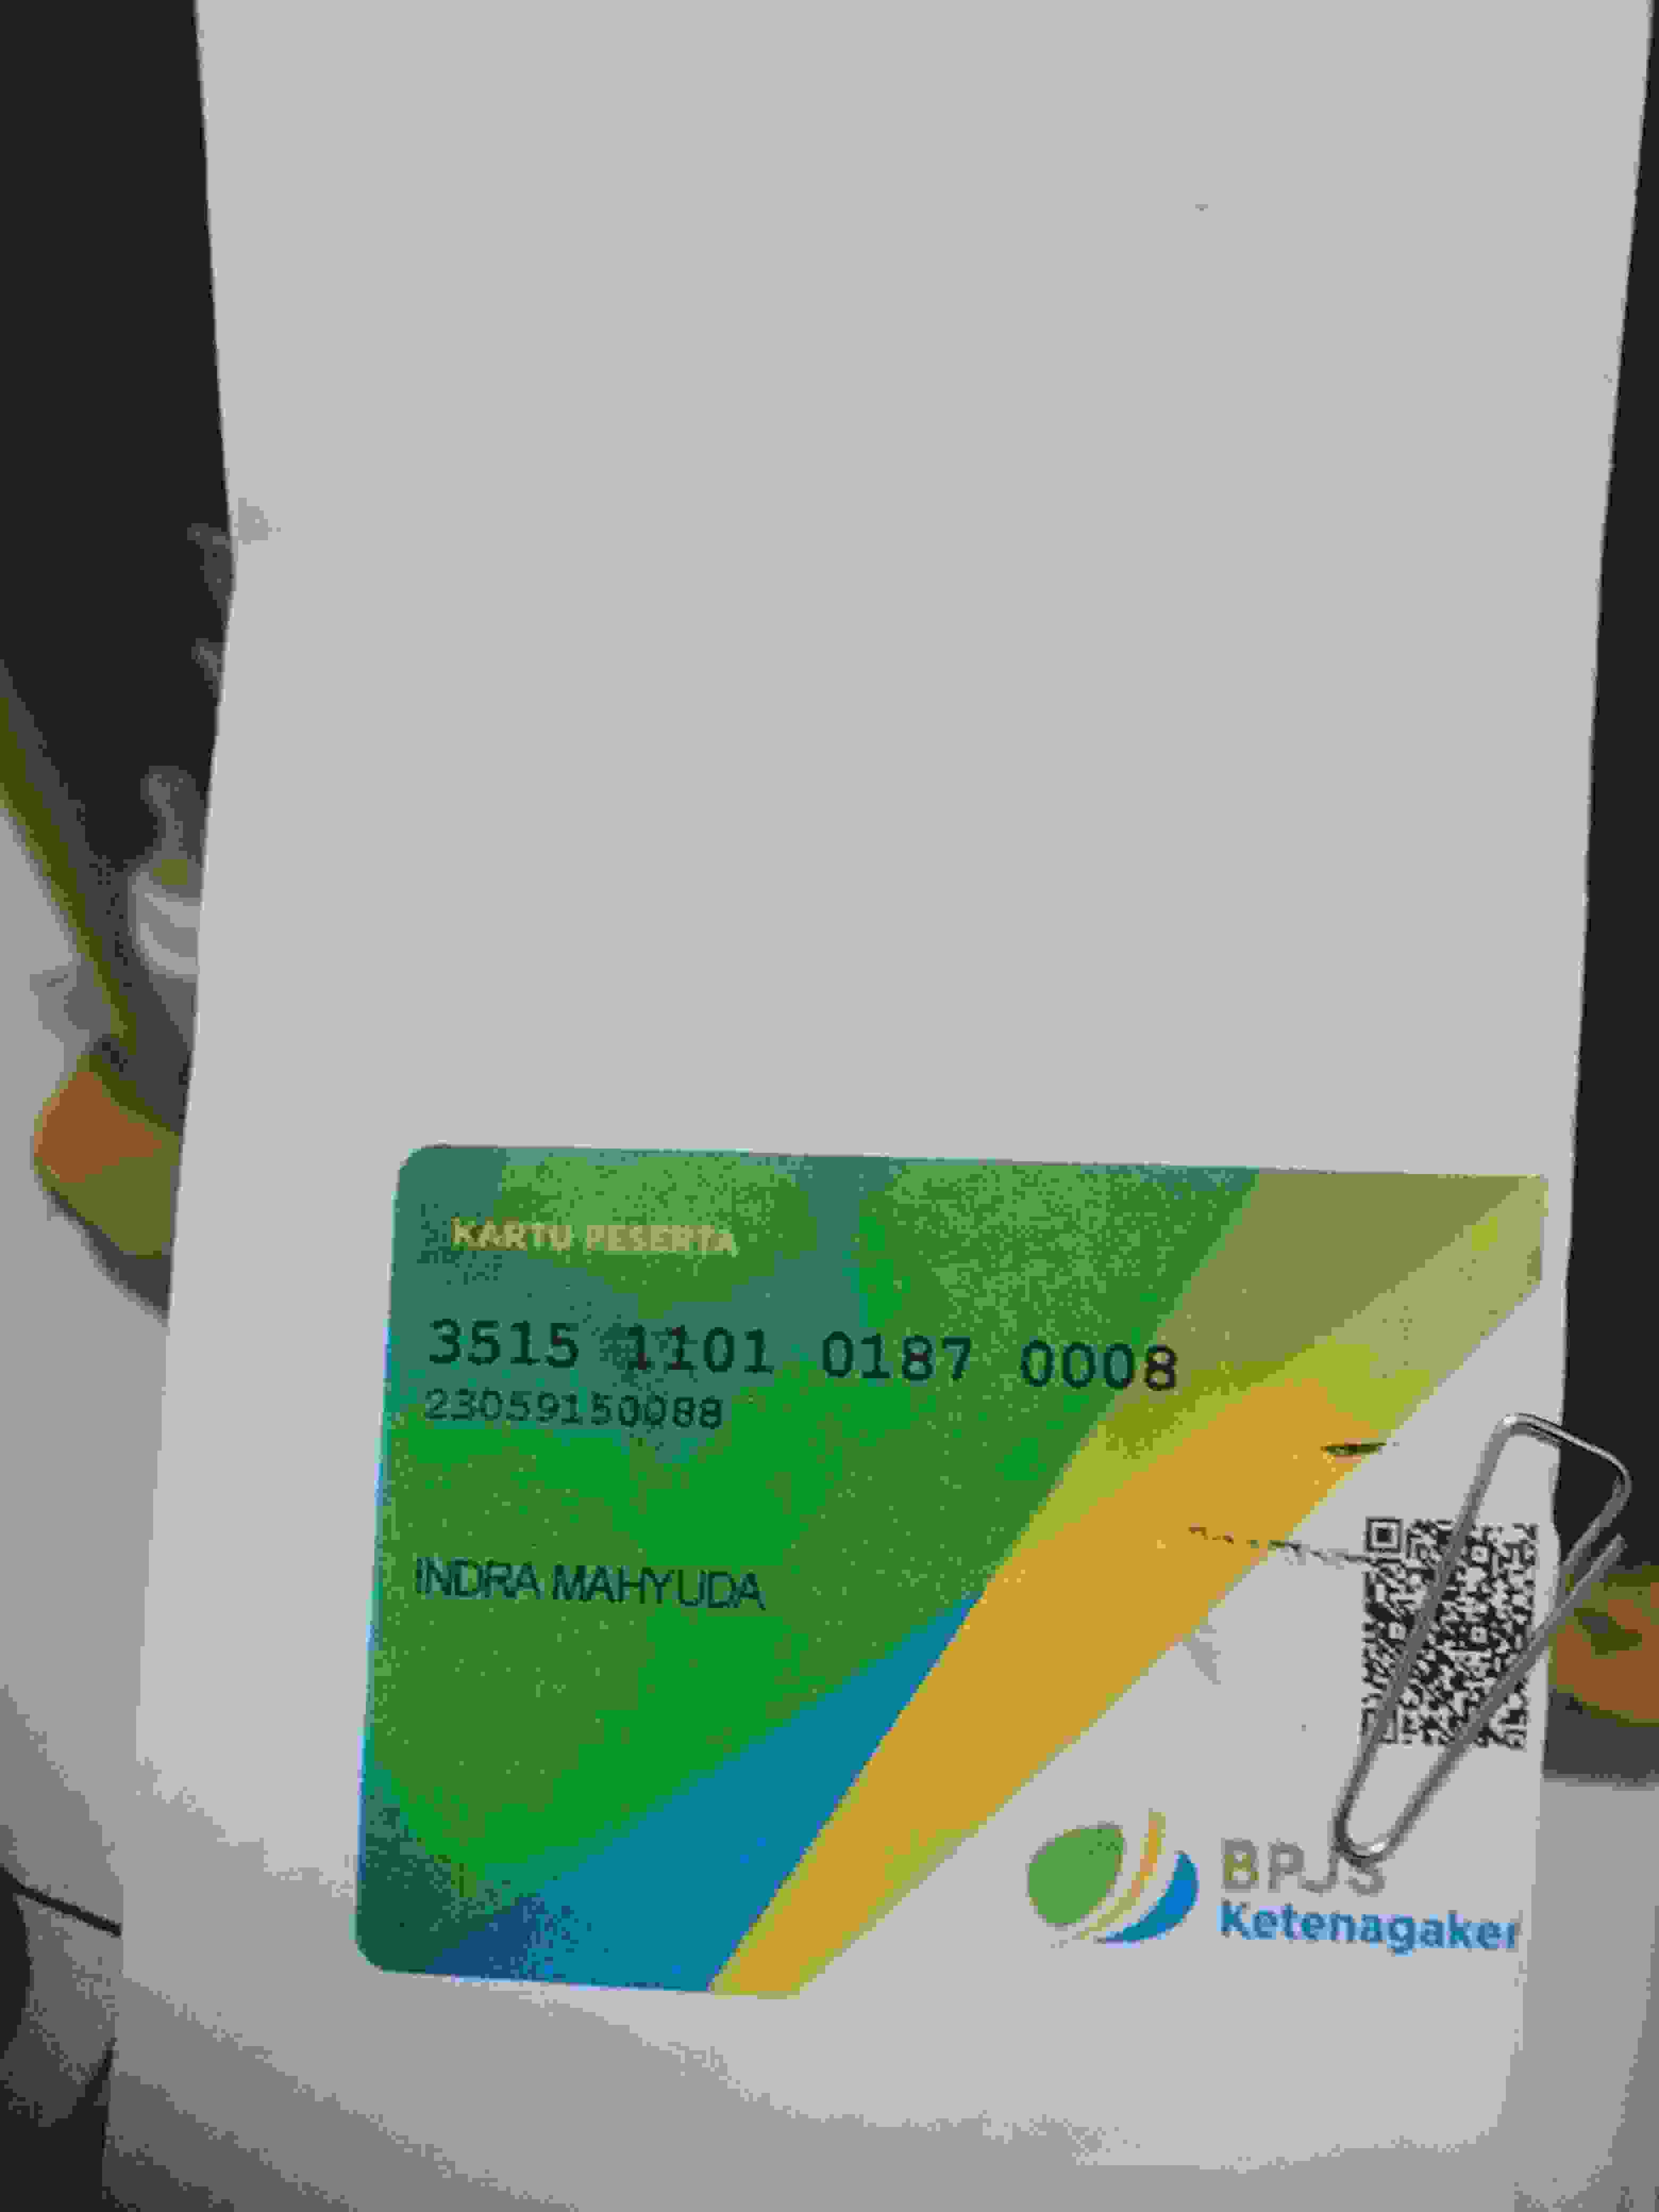 KARTU PESERTA
3515 1101 0187 0008
23059150088
INDRA MAHYUDA
BPJS
Ketenagaker